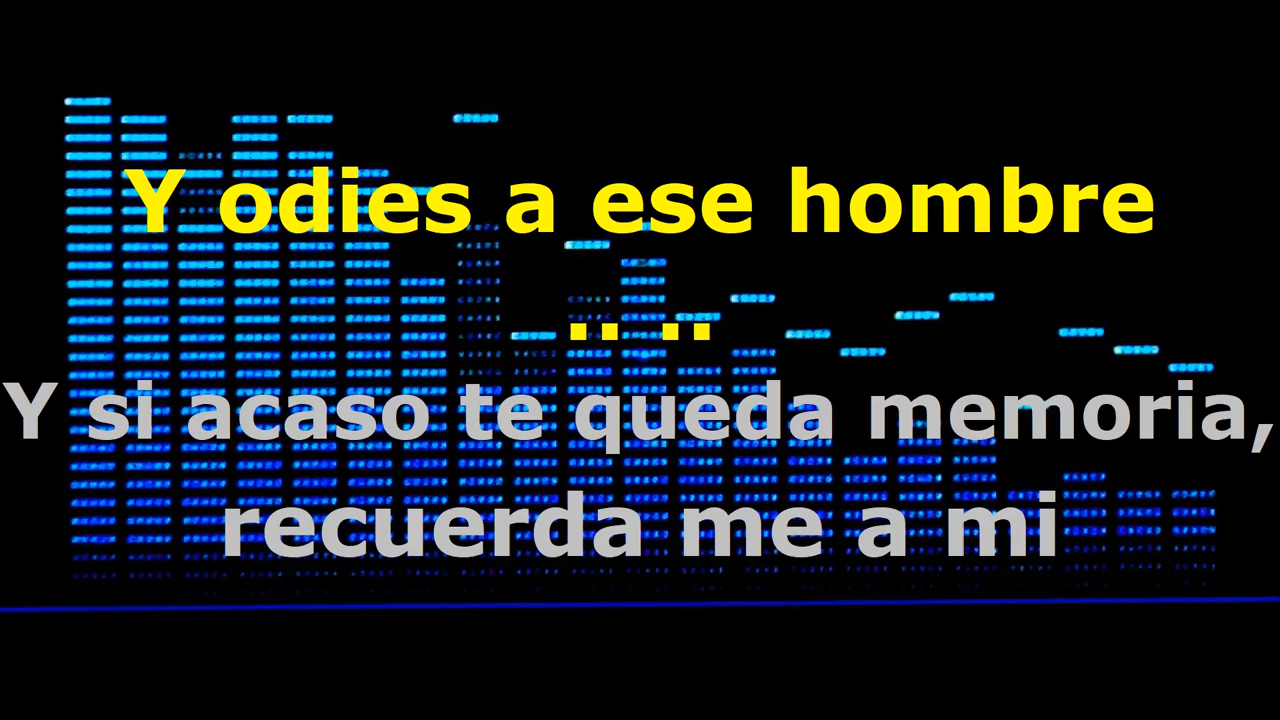 Y odies a ese hombre
.. ..
Y si acaso te queda memoria,
recuerda me a mi